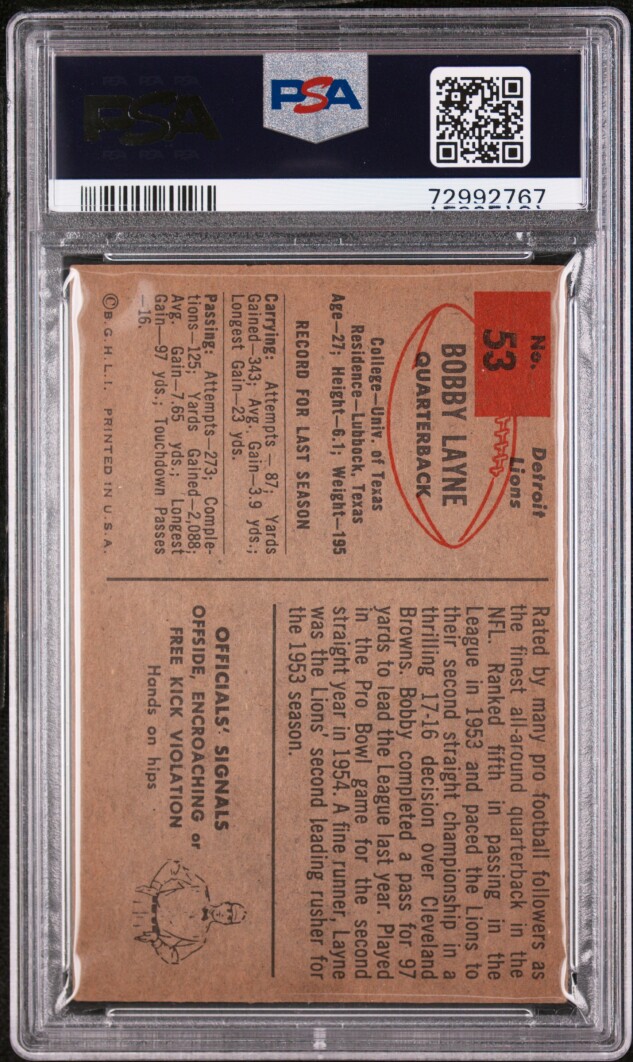 PSA
PSA
72992767
No.
53
Detroit
Lions
BOBBY LAYNE
QUARTERBACK
College—Univ. of Texas
Residence—Lubbock, Texas
Age—27; Height—6.1; Weight—195
RECORD FOR LAST SEASON
Carrying: Attempts — 87; Yards
Gained—343; Avg. Gain—3.9 yds.;
Longest Gain—23 yds.
Passing: Attempts—273; Comple-
tions—125; Yards Gained—2,088;
Avg. Gain—7.65 yds.; Longest
Gain—97 yds.; Touchdown Passes
—16.
© B. G. H. L. I. PRINTED IN U. S. A.
Rated by many pro football followers as
the finest all-around quarterback in the
NFL. Ranked fifth in passing in the
League in 1953 and paced the Lions to
their second straight championship in a
thrilling 17-16 decision over Cleveland
Browns. Bobby completed a pass for 97
yards to lead the League last year. Played
in the Pro Bowl game for the second
straight year in 1954. A fine runner, Layne
was the Lions' second leading rusher for
the 1953 season.
OFFICIALS' SIGNALS
OFFSIDE, ENCROACHING or
FREE KICK VIOLATION
Hands on hips